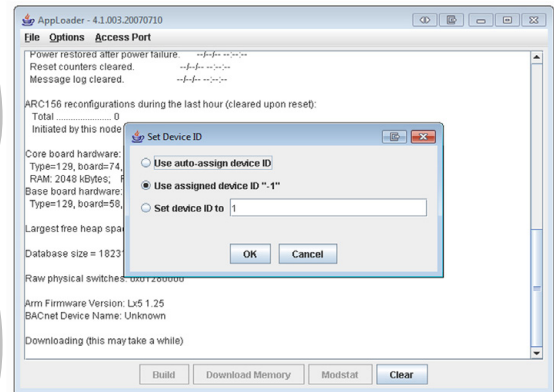 AppLoader - 4.1.003.20070710
File Options Access Port
Power restored after power failure. --/--/-- --:--:--
Reset counters cleared. --/--/-- --:--:--
Message log cleared. --/--/-- --:--:--
ARC156 reconfigurations during the last hour (cleared upon reset):
Total ....................... 0
Initiated by this node
Core board hardware:
Type=129, board=74,
RAM: 2048 kBytes;
Base board hardware:
Type=129, board=58,
Largest free heap spa
Database size = 1823
Raw physical switches: 0x01280000
Arm Firmware Version: Lx5 1.25
BACnet Device Name: Unknown
Downloading (this may take a while)
Set Device ID
Use auto-assign device ID
Use assigned device ID "-1"
Set device ID to 1
OK Cancel
Build Download Memory Modstat Clear